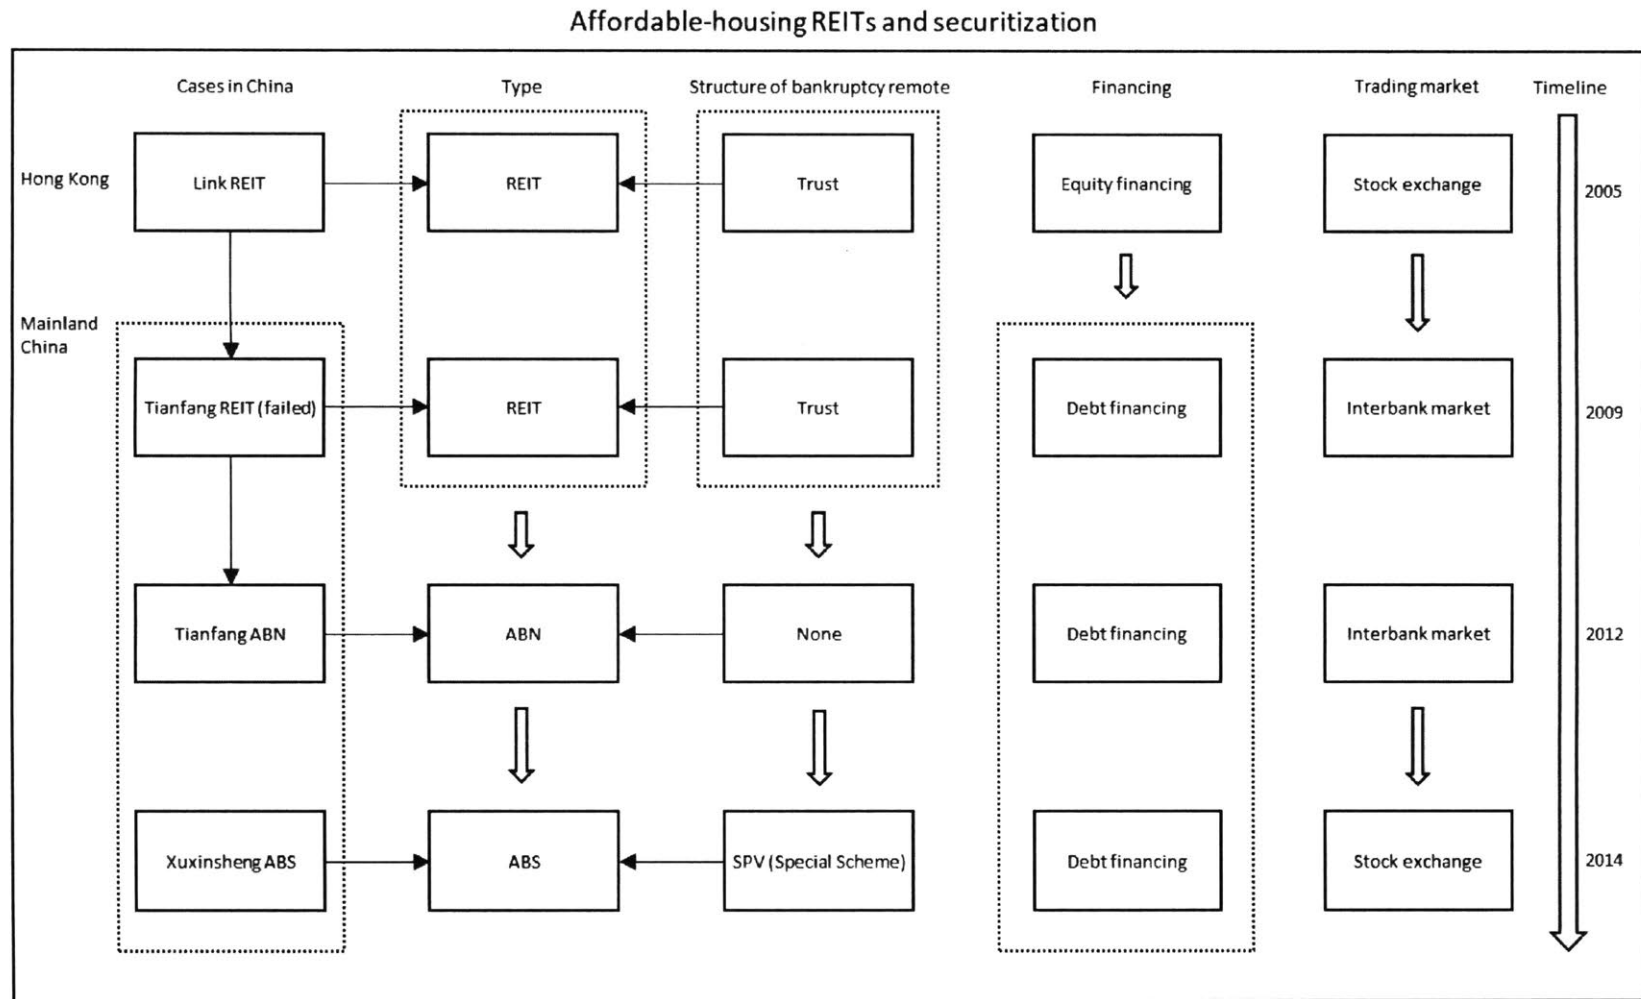 Affordable-housing REITs and securitization
Cases in China
Type
Structure of bankruptcy remote
Financing
Trading market
Timeline
Hong Kong
Link REIT
REIT
Trust
Equity financing
Stock exchange
2005
Mainland
China
Tianfang REIT (failed)
REIT
Trust
Debt financing
Interbank market
2009
Tianfang ABN
ABN
None
Debt financing
Interbank market
2012
Xuxinsheng ABS
ABS
SPV (Special Scheme)
Debt financing
Stock exchange
2014